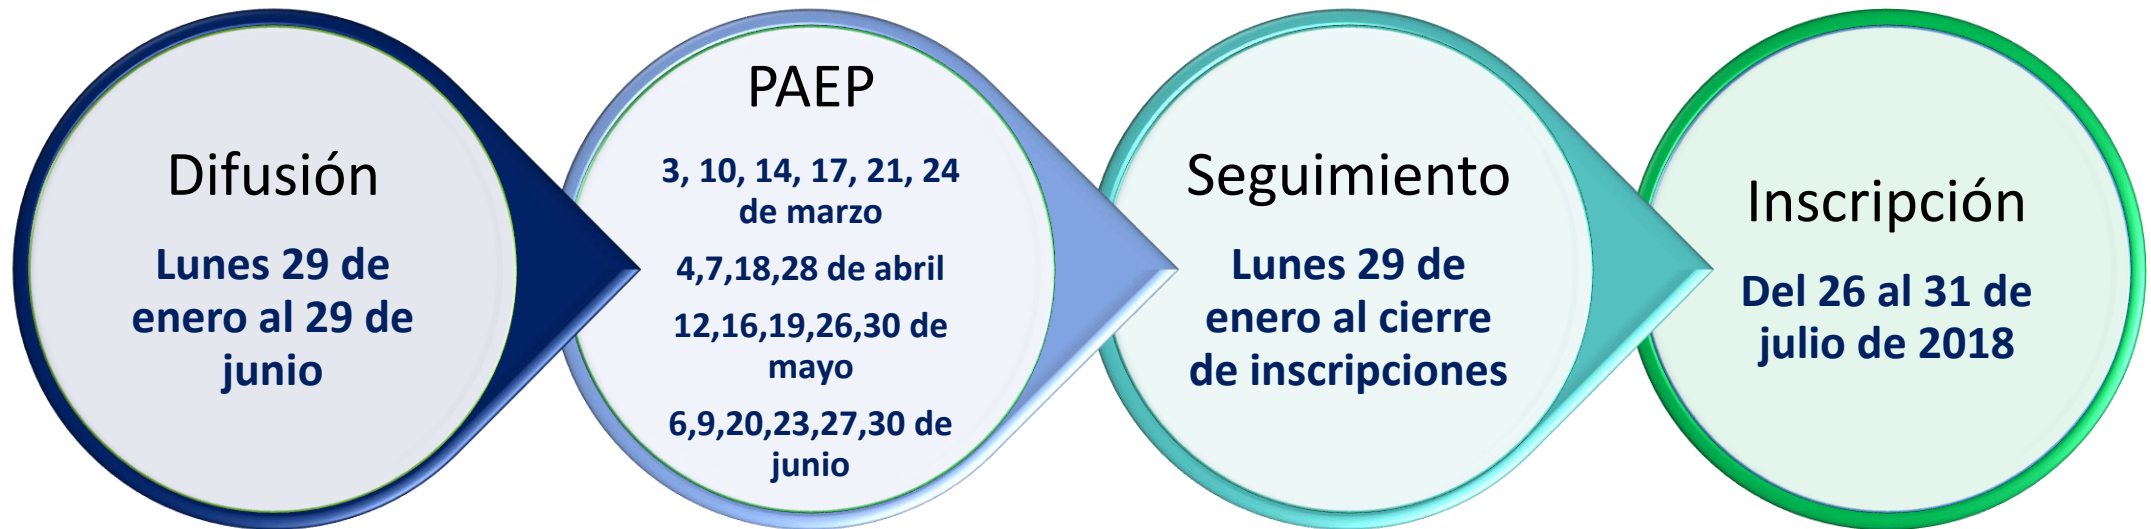 Difusión
Lunes 29 de
enero al 29 de
junio
PAEP
3, 10, 14, 17, 21, 24
de marzo
4,7,18,28 de abril
12,16,19,26,30 de
mayo
6,9,20,23,27,30 de
junio
Seguimiento
Lunes 29 de
enero al cierre
de inscripciones
Inscripción
Del 26 al 31 de
julio de 2018